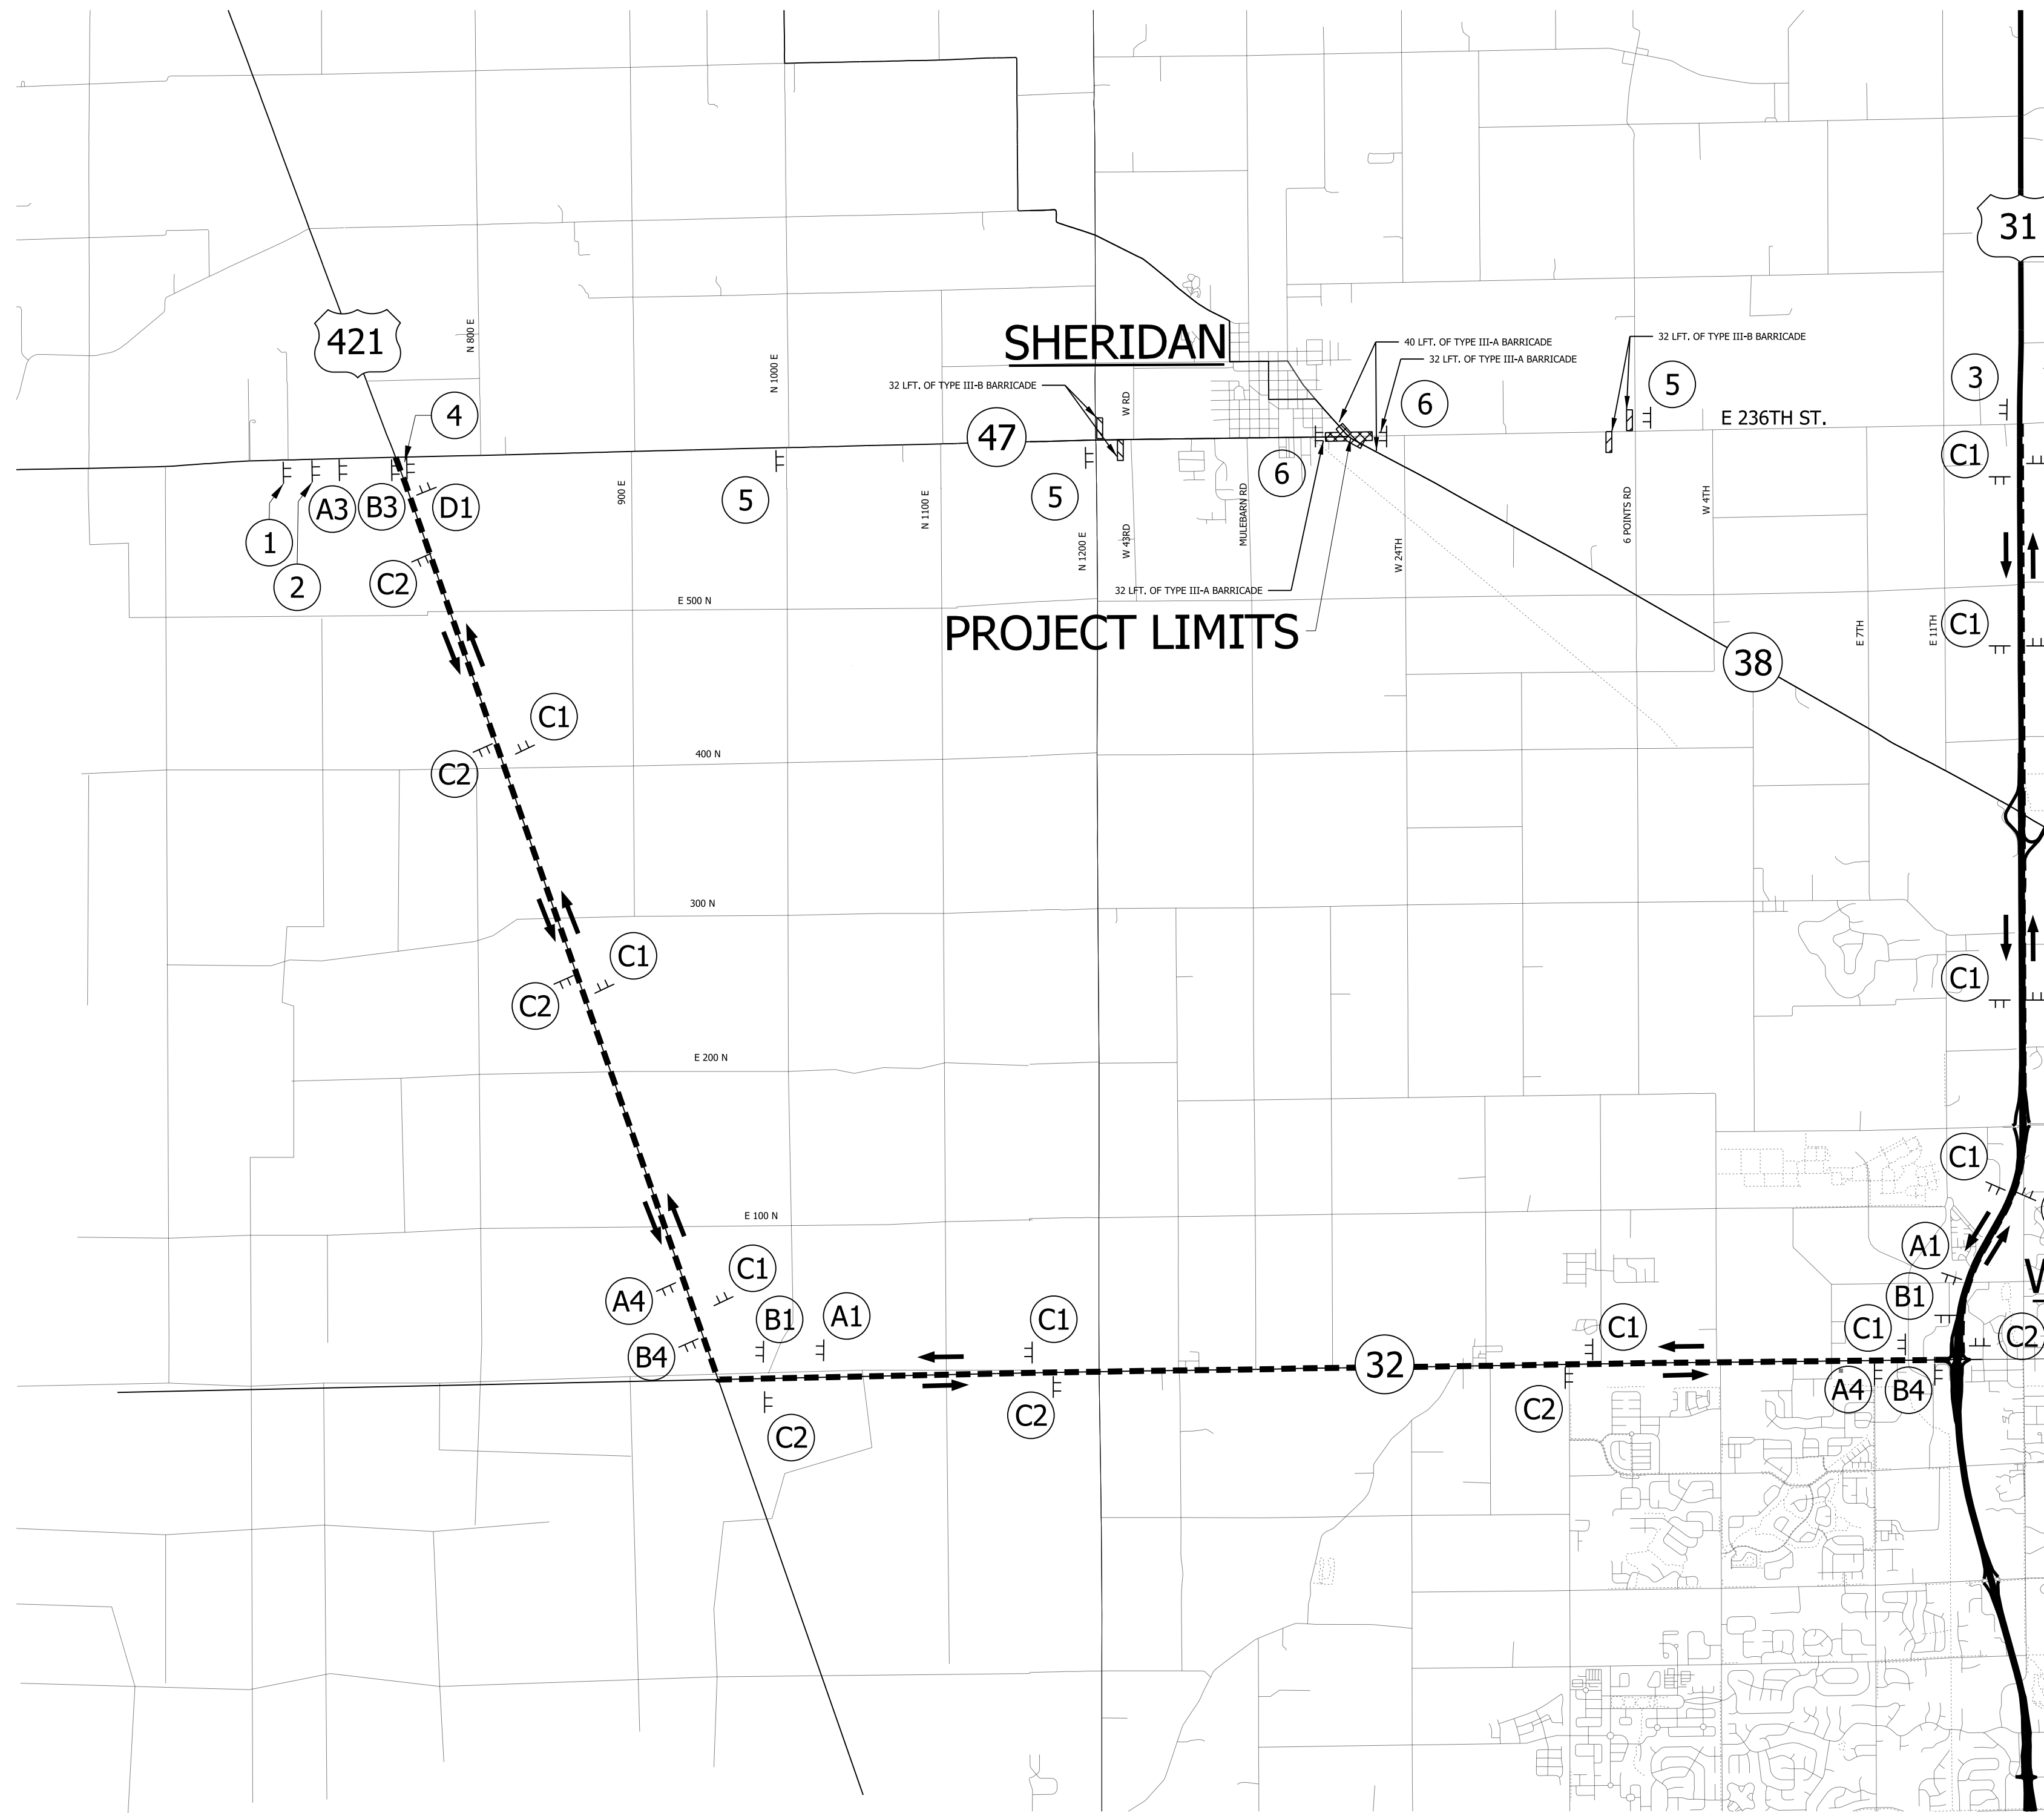 31
421
N 800 E
N 1000 E
SHERIDAN
40 LFT. OF TYPE III-A BARRICADE
32 LFT. OF TYPE III-A BARRICADE
32 LFT. OF TYPE III-B BARRICADE
3
5
32 LFT. OF TYPE III-B BARRICADE
W RD
6
4
E 236TH ST.
47
C1
6
A3
B3
D1
900 E
5
N 1100 E
5
N 1200 E
W 43RD
MULEBARN RD
W 24TH
6 POINTS RD
W 4TH
1
2
C2
32 LFT. OF TYPE III-A BARRICADE
E 500 N
PROJECT LIMITS
E 7TH
E 11TH
C1
38
C1
C2
400 N
300 N
C1
C2
C1
E 200 N
C1
E 100 N
A1
C1
A4
B1
B1
A1
C1
C1
C1
C2
B4
32
C2
C2
C2
A4
B4